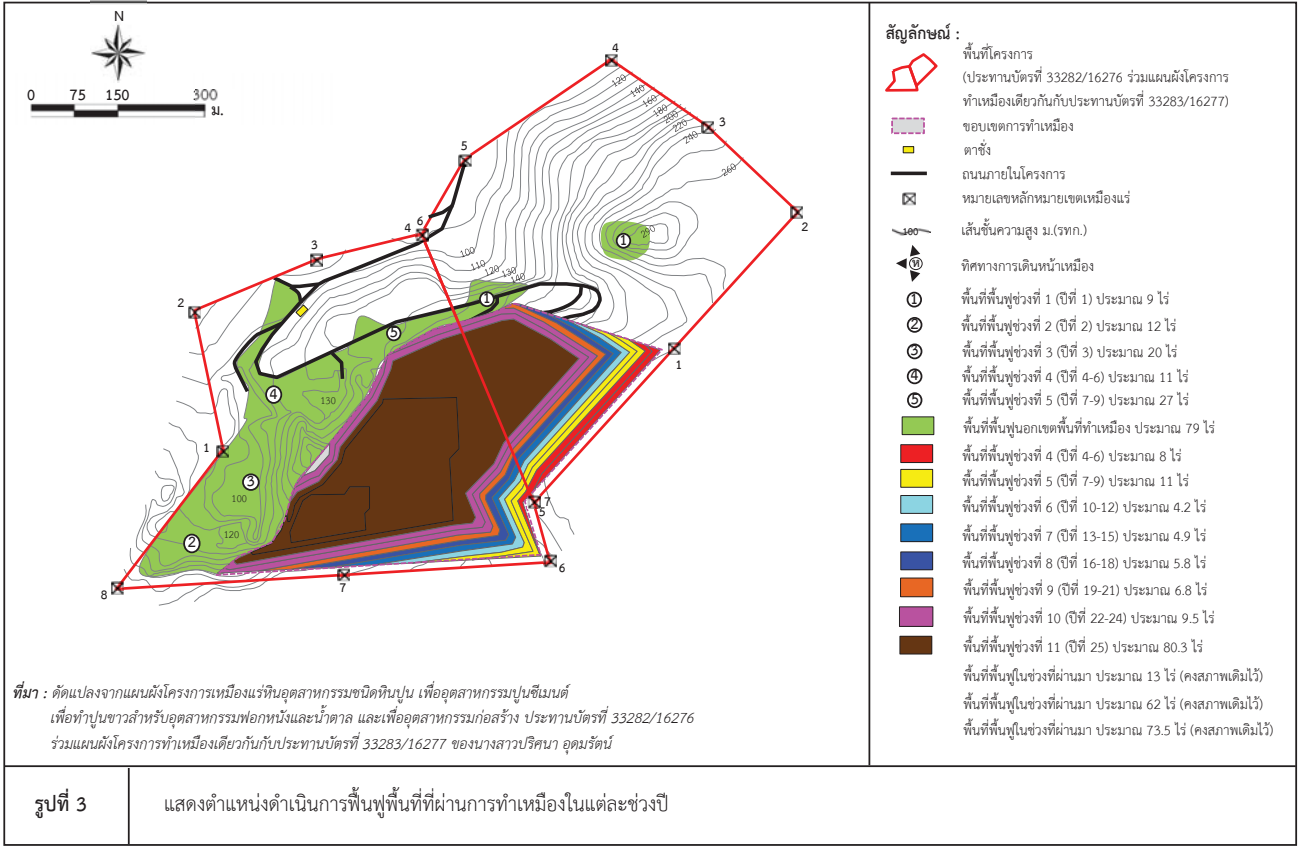 N
0 75 150 300
ม.
4
3
5
2
4 6
3
2
1
1
1
7
5
6
7
8
120
140
160
180
200
220
240
260
290
100
110
120
130
140
130
100
120
1
1
5
4
3
2
ที่มา : ดัดแปลงจากแผนผังโครงการเหมืองแร่หินอุตสาหกรรมชนิดหินปูน เพื่ออุตสาหกรรมปูนซีเมนต์
เพื่อทำปูนขาวสำหรับอุตสาหกรรมฟอกหนังและน้ำตาล และเพื่ออุตสาหกรรมก่อสร้าง ประทานบัตรที่ 33282/16276
ร่วมแผนผังโครงการทำเหมืองเดียวกันกับประทานบัตรที่ 33283/16277 ของนางสาวปริศนา อุดมรัตน์
สัญลักษณ์ :
พื้นที่โครงการ
(ประทานบัตรที่ 33282/16276 ร่วมแผนผังโครงการ
ทำเหมืองเดียวกันกับประทานบัตรที่ 33283/16277)
ขอบเขตการทำเหมือง
ตาชั่ง
ถนนภายในโครงการ
หมายเลขหลักหมายเขตเหมืองแร่
100 เส้นชั้นความสูง ม.(รทก.)
ห ทิศทางการเดินหน้าเหมือง
1 พื้นที่ฟื้นฟูช่วงที่ 1 (ปีที่ 1) ประมาณ 9 ไร่
2 พื้นที่ฟื้นฟูช่วงที่ 2 (ปีที่ 2) ประมาณ 12 ไร่
3 พื้นที่ฟื้นฟูช่วงที่ 3 (ปีที่ 3) ประมาณ 20 ไร่
4 พื้นที่ฟื้นฟูช่วงที่ 4 (ปีที่ 4-6) ประมาณ 11 ไร่
5 พื้นที่ฟื้นฟูช่วงที่ 5 (ปีที่ 7-9) ประมาณ 27 ไร่
พื้นที่ฟื้นฟูนอกเขตพื้นที่ทำเหมือง ประมาณ 79 ไร่
พื้นที่ฟื้นฟูช่วงที่ 4 (ปีที่ 4-6) ประมาณ 8 ไร่
พื้นที่ฟื้นฟูช่วงที่ 5 (ปีที่ 7-9) ประมาณ 11 ไร่
พื้นที่ฟื้นฟูช่วงที่ 6 (ปีที่ 10-12) ประมาณ 4.2 ไร่
พื้นที่ฟื้นฟูช่วงที่ 7 (ปีที่ 13-15) ประมาณ 4.9 ไร่
พื้นที่ฟื้นฟูช่วงที่ 8 (ปีที่ 16-18) ประมาณ 5.8 ไร่
พื้นที่ฟื้นฟูช่วงที่ 9 (ปีที่ 19-21) ประมาณ 6.8 ไร่
พื้นที่ฟื้นฟูช่วงที่ 10 (ปีที่ 22-24) ประมาณ 9.5 ไร่
พื้นที่ฟื้นฟูช่วงที่ 11 (ปีที่ 25) ประมาณ 80.3 ไร่
พื้นที่ฟื้นฟูในช่วงที่ผ่านมา ประมาณ 13 ไร่ (คงสภาพเดิมไว้)
พื้นที่ฟื้นฟูในช่วงที่ผ่านมา ประมาณ 62 ไร่ (คงสภาพเดิมไว้)
พื้นที่ฟื้นฟูในช่วงที่ผ่านมา ประมาณ 73.5 ไร่ (คงสภาพเดิมไว้)
รูปที่ 3 แสดงตำแหน่งดำเนินการฟื้นฟูพื้นที่ที่ผ่านการทำเหมืองในแต่ละช่วงปี